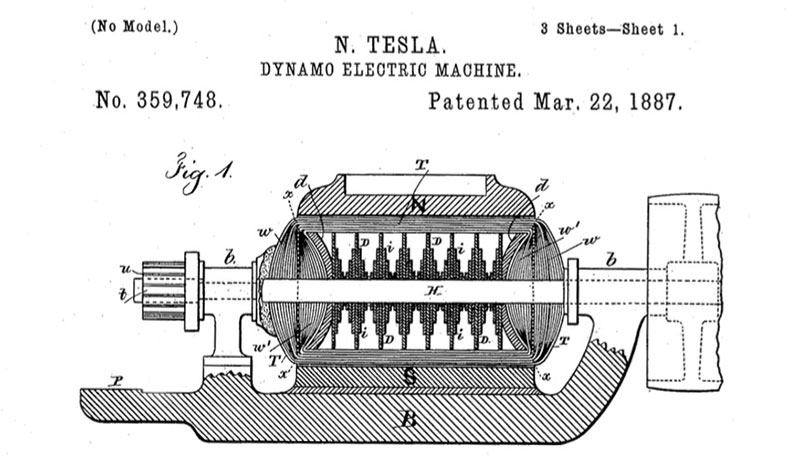 (No Model.)
3 Sheets—Sheet 1.
N. TESLA.
DYNAMO ELECTRIC MACHINE.
No. 359,748.
Patented Mar. 22, 1887.
Fig. 1.
T
d
d
x
x
N
w
w'
w
D
i
D
i
b
b
u
t
H
i
D
i
D
w'
T'
T
x
S
x
P
B